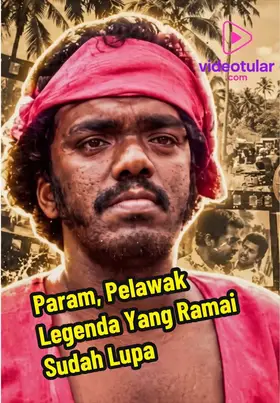 videotular
.com
Param, Pelawak
Legenda Yang Ramai
Sudah Lupa